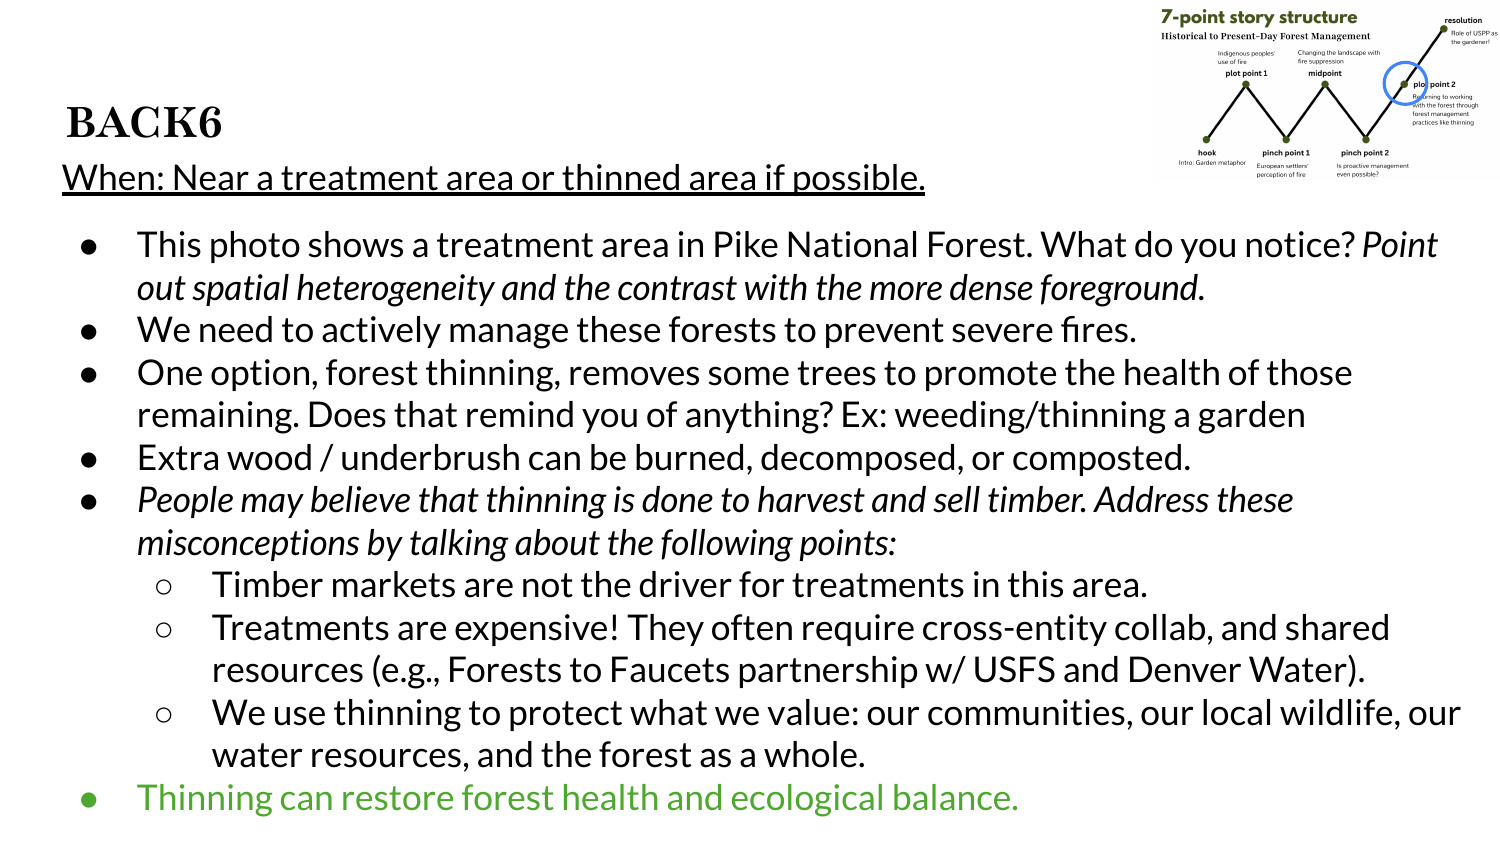 7-point story structure
Historical to Present-Day Forest Management
resolution
Role of USPP as
the gardener!
Indigenous peoples'
use of fire
plot point 1
Changing the landscape with
fire suppression
midpoint
plot point 2
Returning to working
with the forest through
forest management
practices like thinning
hook
Intro: Garden metaphor
pinch point 1
European settlers'
perception of fire
pinch point 2
Is proactive management
even possible?
BACK6
When: Near a treatment area or thinned area if possible.
● This photo shows a treatment area in Pike National Forest. What do you notice? Point
out spatial heterogeneity and the contrast with the more dense foreground.
● We need to actively manage these forests to prevent severe fires.
● One option, forest thinning, removes some trees to promote the health of those
remaining. Does that remind you of anything? Ex: weeding/thinning a garden
● Extra wood / underbrush can be burned, decomposed, or composted.
● People may believe that thinning is done to harvest and sell timber. Address these
misconceptions by talking about the following points:
○ Timber markets are not the driver for treatments in this area.
○ Treatments are expensive! They often require cross-entity collab, and shared
resources (e.g., Forests to Faucets partnership w/ USFS and Denver Water).
○ We use thinning to protect what we value: our communities, our local wildlife, our
water resources, and the forest as a whole.
● Thinning can restore forest health and ecological balance.